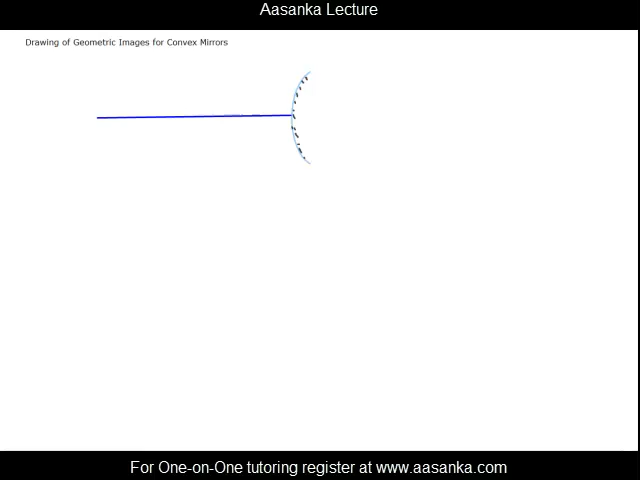 Aasanka Lecture
Drawing of Geometric Images for Convex Mirrors
For One-on-One tutoring register at www.aasanka.com